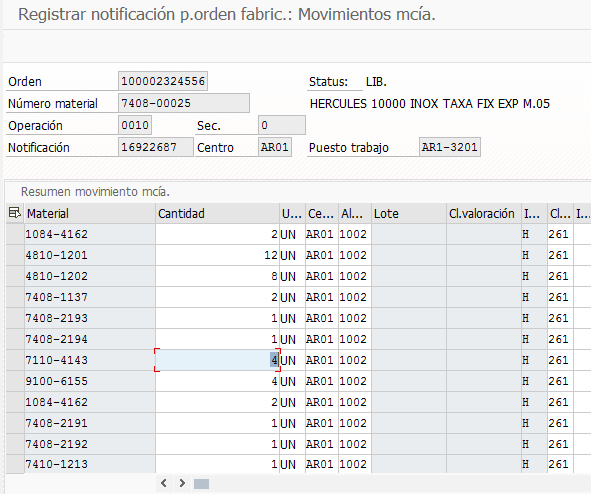 Registrar notificación p.orden fabric.: Movimientos mcía.
Orden 100002324556 Status: LIB.
Número material 7408-00025 HERCULES 10000 INOX TAXA FIX EXP M.05
Operación 0010 Sec. 0
Notificación 16922687 Centro AR01 Puesto trabajo AR1-3201
Resumen movimiento mcía.
Material Cantidad U... Ce... Al... Lote Cl.valoración I... Cl... I...
1084-4162 2 UN AR01 1002 H 261
4810-1201 12 UN AR01 1002 H 261
4810-1202 8 UN AR01 1002 H 261
7408-1137 2 UN AR01 1002 H 261
7408-2193 1 UN AR01 1002 H 261
7408-2194 1 UN AR01 1002 H 261
7110-4143 4 UN AR01 1002 H 261
9100-6155 4 UN AR01 1002 H 261
1084-4162 2 UN AR01 1002 H 261
7408-2191 1 UN AR01 1002 H 261
7408-2192 1 UN AR01 1002 H 261
7410-1213 1 UN AR01 1002 H 261